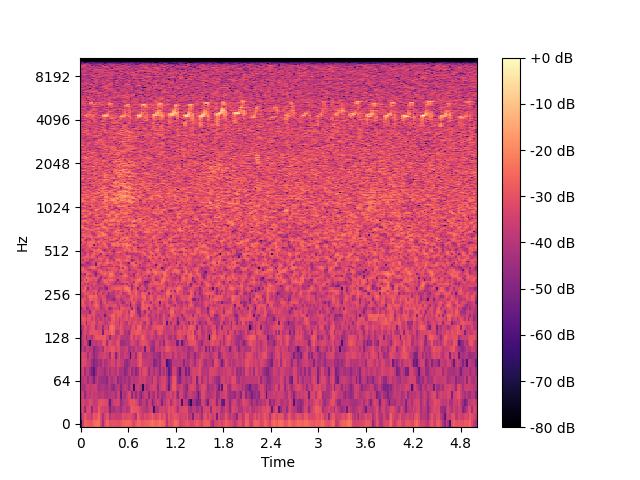 +0 dB
8192
-10 dB
4096
-20 dB
2048
-30 dB
1024
-40 dB
Hz
512
-50 dB
256
-60 dB
128
-70 dB
64
0
-80 dB
0 0.6 1.2 1.8 2.4 3 3.6 4.2 4.8
Time